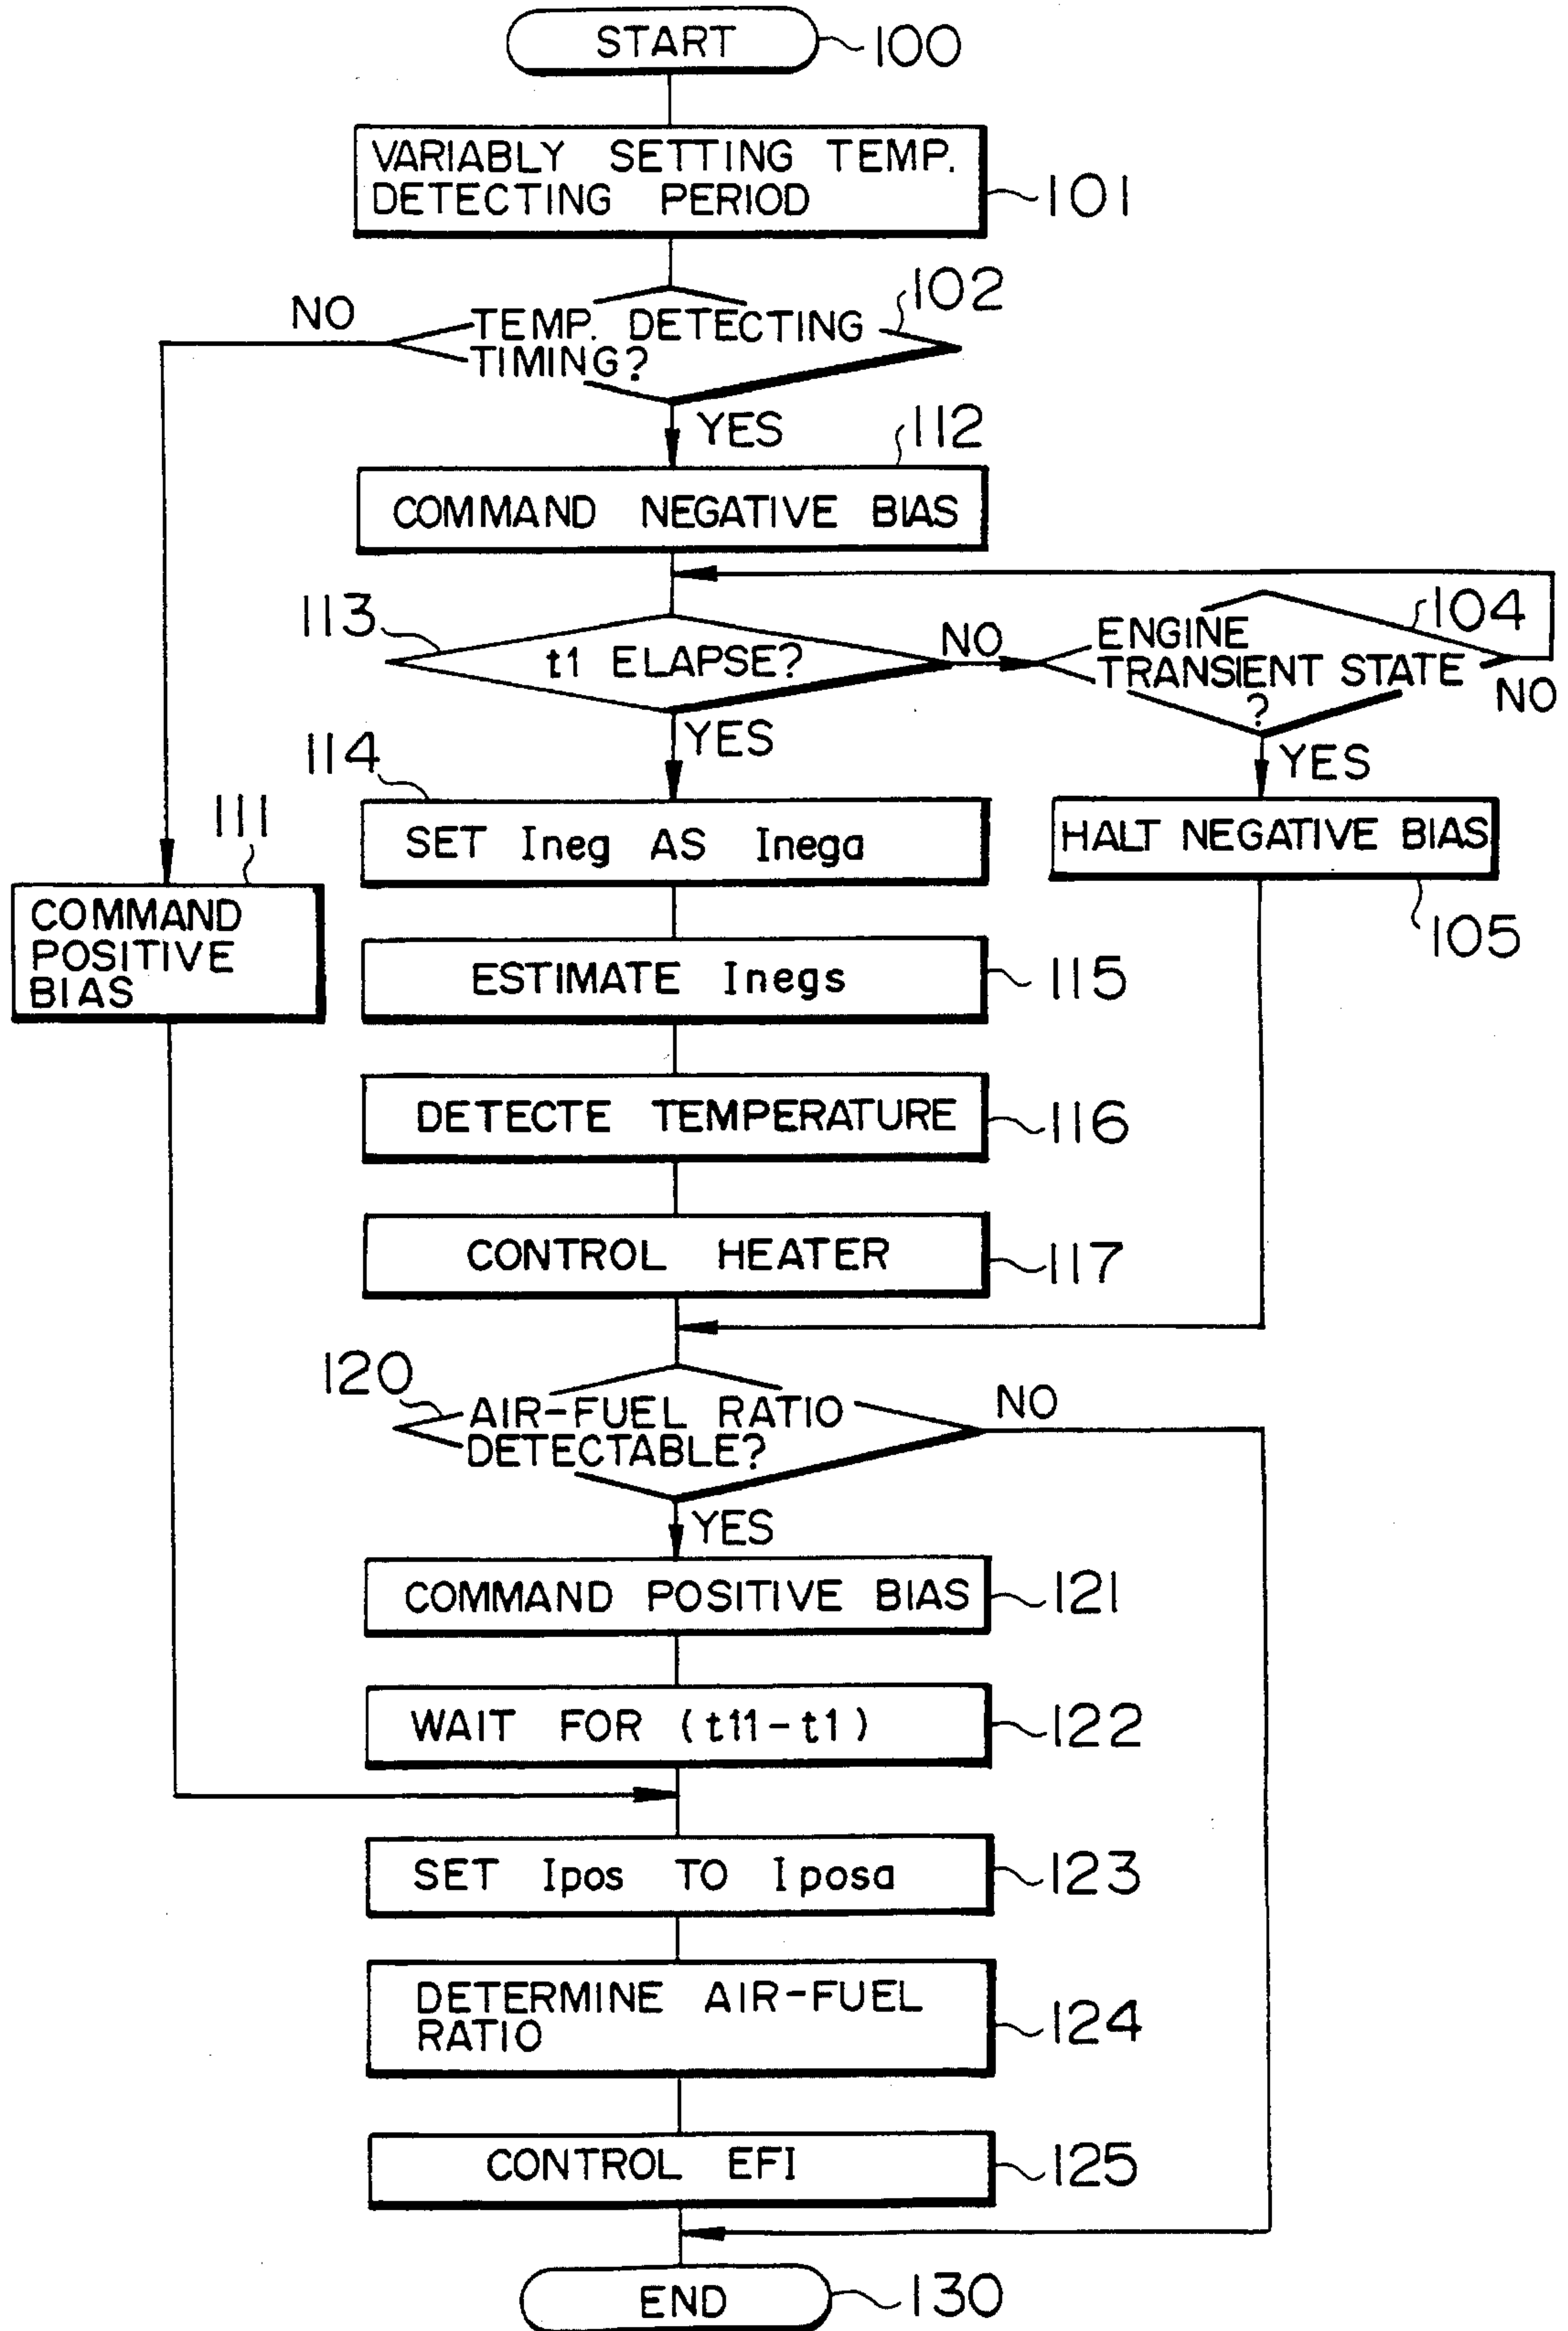 START
100
VARIABLY SETTING TEMP.
DETECTING PERIOD
101
102
NO
TEMP. DETECTING
TIMING?
YES
112
COMMAND NEGATIVE BIAS
113
t1 ELAPSE?
NO
104
ENGINE
TRANSIENT STATE
?
NO
YES
YES
114
SET Ineg AS Inega
HALT NEGATIVE BIAS
105
111
COMMAND
POSITIVE
BIAS
ESTIMATE Inegs
115
DETECTE TEMPERATURE
116
CONTROL HEATER
117
120
AIR-FUEL RATIO
DETECTABLE?
NO
YES
COMMAND POSITIVE BIAS
121
WAIT FOR (t11-t1)
122
SET Ipos TO Iposa
123
DETERMINE AIR-FUEL
RATIO
124
CONTROL EFI
125
END
130